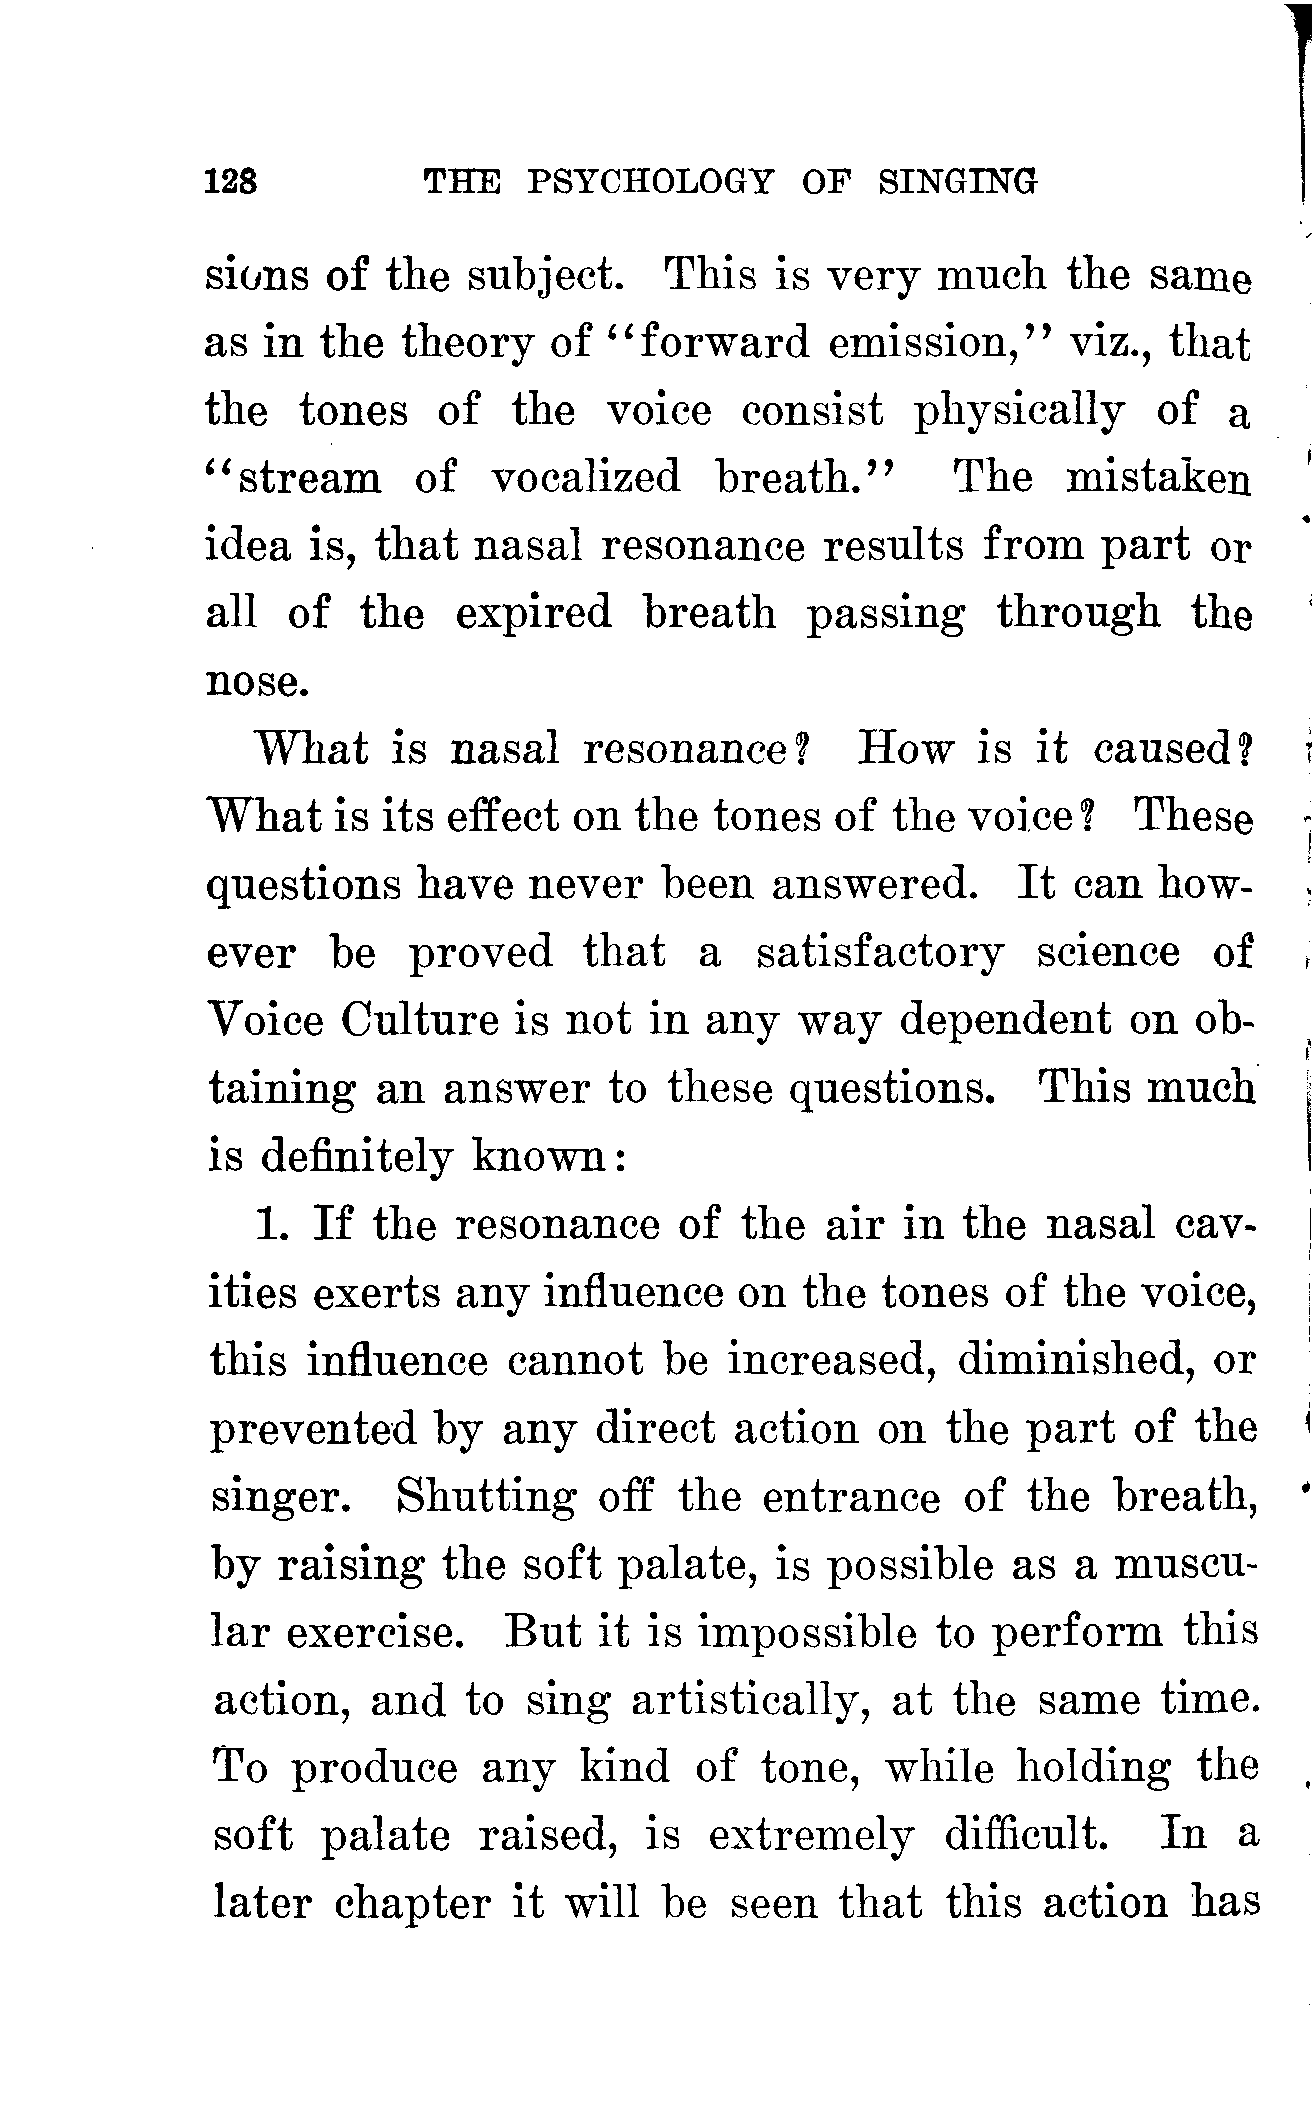 128 THE PSYCHOLOGY OF SINGING
sions of the subject. This is very much the same
as in the theory of "forward emission," viz., that
the tones of the voice consist physically of a
"stream of vocalized breath." The mistaken
idea is, that nasal resonance results from part or
all of the expired breath passing through the
nose.
What is nasal resonance? How is it caused?
What is its effect on the tones of the voice? These
questions have never been answered. It can how-
ever be proved that a satisfactory science of
Voice Culture is not in any way dependent on ob-
taining an answer to these questions. This much
is definitely known:
1. If the resonance of the air in the nasal cav-
ities exerts any influence on the tones of the voice,
this influence cannot be increased, diminished, or
prevented by any direct action on the part of the
singer. Shutting off the entrance of the breath,
by raising the soft palate, is possible as a muscu-
lar exercise. But it is impossible to perform this
action, and to sing artistically, at the same time.
To produce any kind of tone, while holding the
soft palate raised, is extremely difficult. In a
later chapter it will be seen that this action has